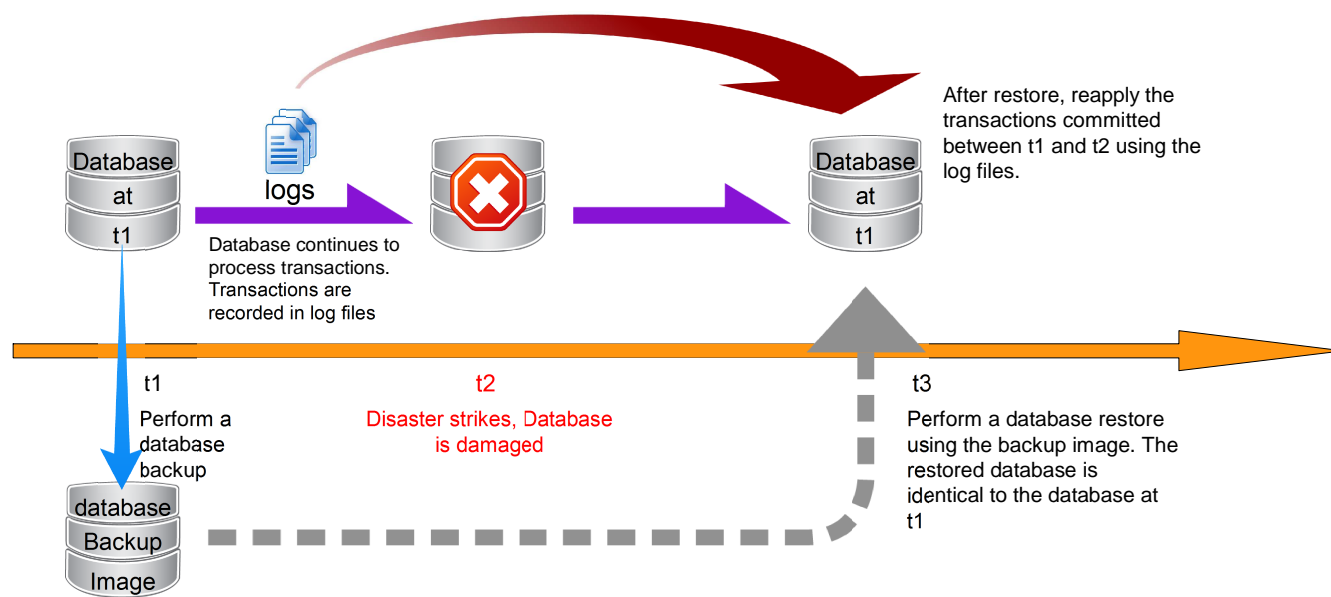 After restore, reapply the
transactions committed
between t1 and t2 using the
log files.
Database
at
t1
logs
Database
at
t1
Database continues to
process transactions.
Transactions are
recorded in log files
t1
Perform a
database
backup
t2
Disaster strikes, Database
is damaged
t3
Perform a database restore
using the backup image. The
restored database is
identical to the database at
t1
database
Backup
Image